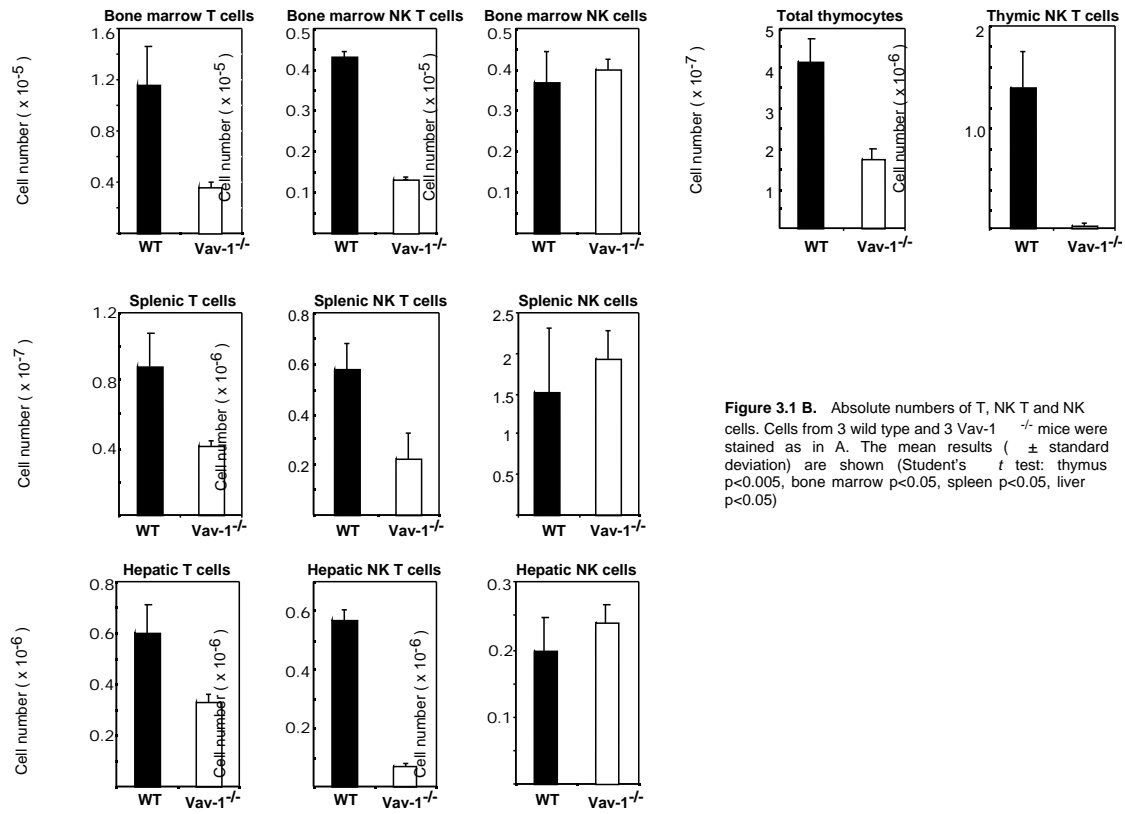 Bone marrow T cells
Cell number ( x 10-5)
1.6
1.2
0.8
0.4
WT Vav-1-/-
Bone marrow NK T cells
Cell number ( x 10-5)
0.5
0.4
0.3
0.2
0.1
WT Vav-1-/-
Bone marrow NK cells
Cell number ( x 10-5)
0.5
0.4
0.3
0.2
0.1
WT Vav-1-/-
Total thymocytes
Cell number ( x 10-7)
5
4
3
2
1
WT Vav-1-/-
Thymic NK T cells
Cell number ( x 10-6)
2
1.0
WT Vav-1-/-
Splenic T cells
Cell number ( x 10-7)
1.2
0.8
0.4
WT Vav-1-/-
Splenic NK T cells
Cell number ( x 10-6)
0.8
0.6
0.4
0.2
WT Vav-1-/-
Splenic NK cells
2.5
2
1.5
1
0.5
WT Vav-1-/-
Figure 3.1 B. Absolute numbers of T, NK T and NK
cells. Cells from 3 wild type and 3 Vav-1 -/- mice were
stained as in A. The mean results ( ± standard
deviation) are shown (Student's t test: thymus
p<0.005, bone marrow p<0.05, spleen p<0.05, liver
p<0.05)
Hepatic T cells
Cell number ( x 10-6)
0.8
0.6
0.4
0.2
WT Vav-1-/-
Hepatic NK T cells
Cell number ( x 10-6)
0.6
0.4
0.2
WT Vav-1-/-
Hepatic NK cells
0.3
0.2
0.1
WT Vav-1-/-